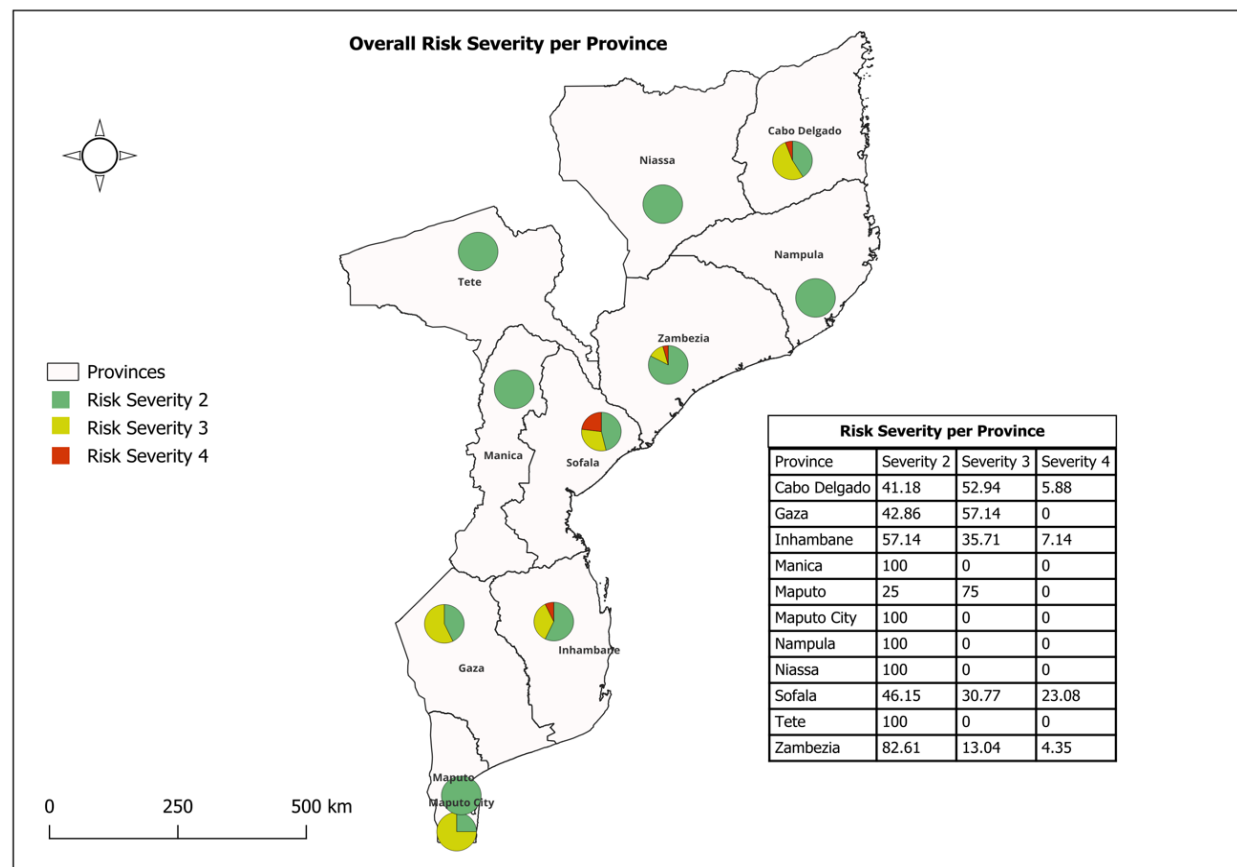 Overall Risk Severity per Province
Cabo Delgado
Niassa
Nampula
Tete
Zambezia
Provinces
Risk Severity 2
Risk Severity 3
Risk Severity 4
Manica
Sofala
Inhambane
Gaza
Maputo
Maputo City
0 250 500 km
Risk Severity per Province
Province Severity 2 Severity 3 Severity 4
Cabo Delgado 41.18 52.94 5.88
Gaza 42.86 57.14 0
Inhambane 57.14 35.71 7.14
Manica 100 0 0
Maputo 25 75 0
Maputo City 100 0 0
Nampula 100 0 0
Niassa 100 0 0
Sofala 46.15 30.77 23.08
Tete 100 0 0
Zambezia 82.61 13.04 4.35